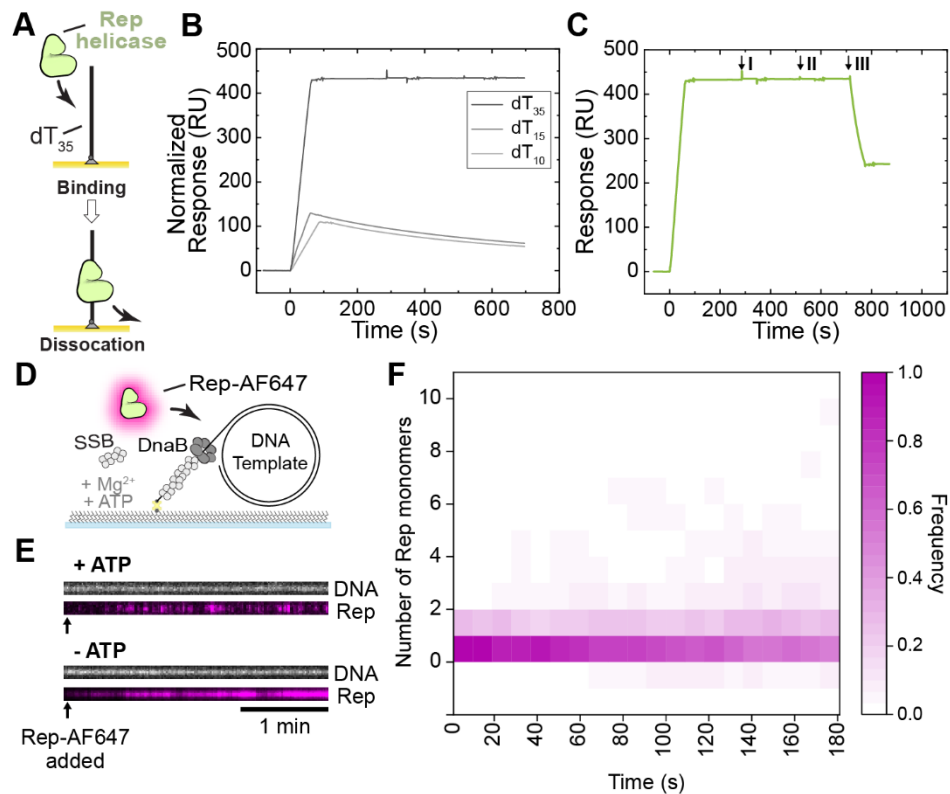 A
Rep
helicase
dT35
Binding
Dissocation
B
Normalized
Response (RU)
500
400
300
200
100
0
dT35
dT15
dT10
0 200 400 600 800
Time (s)
C
Response (RU)
500
400
300
200
100
0
I II III
0 200 400 600 800 1000
Time (s)
D
Rep-AF647
SSB
DnaB
DNA
Template
+ Mg2+
+ ATP
E
+ ATP
DNA
Rep
- ATP
DNA
Rep
Rep-AF647
added
1 min
F
Number of Rep monomers
10
8
6
4
2
0
0 20 40 60 80 100 120 140 160 180
Time (s)
1.0
0.8
0.6
0.4
0.2
0.0
Frequency